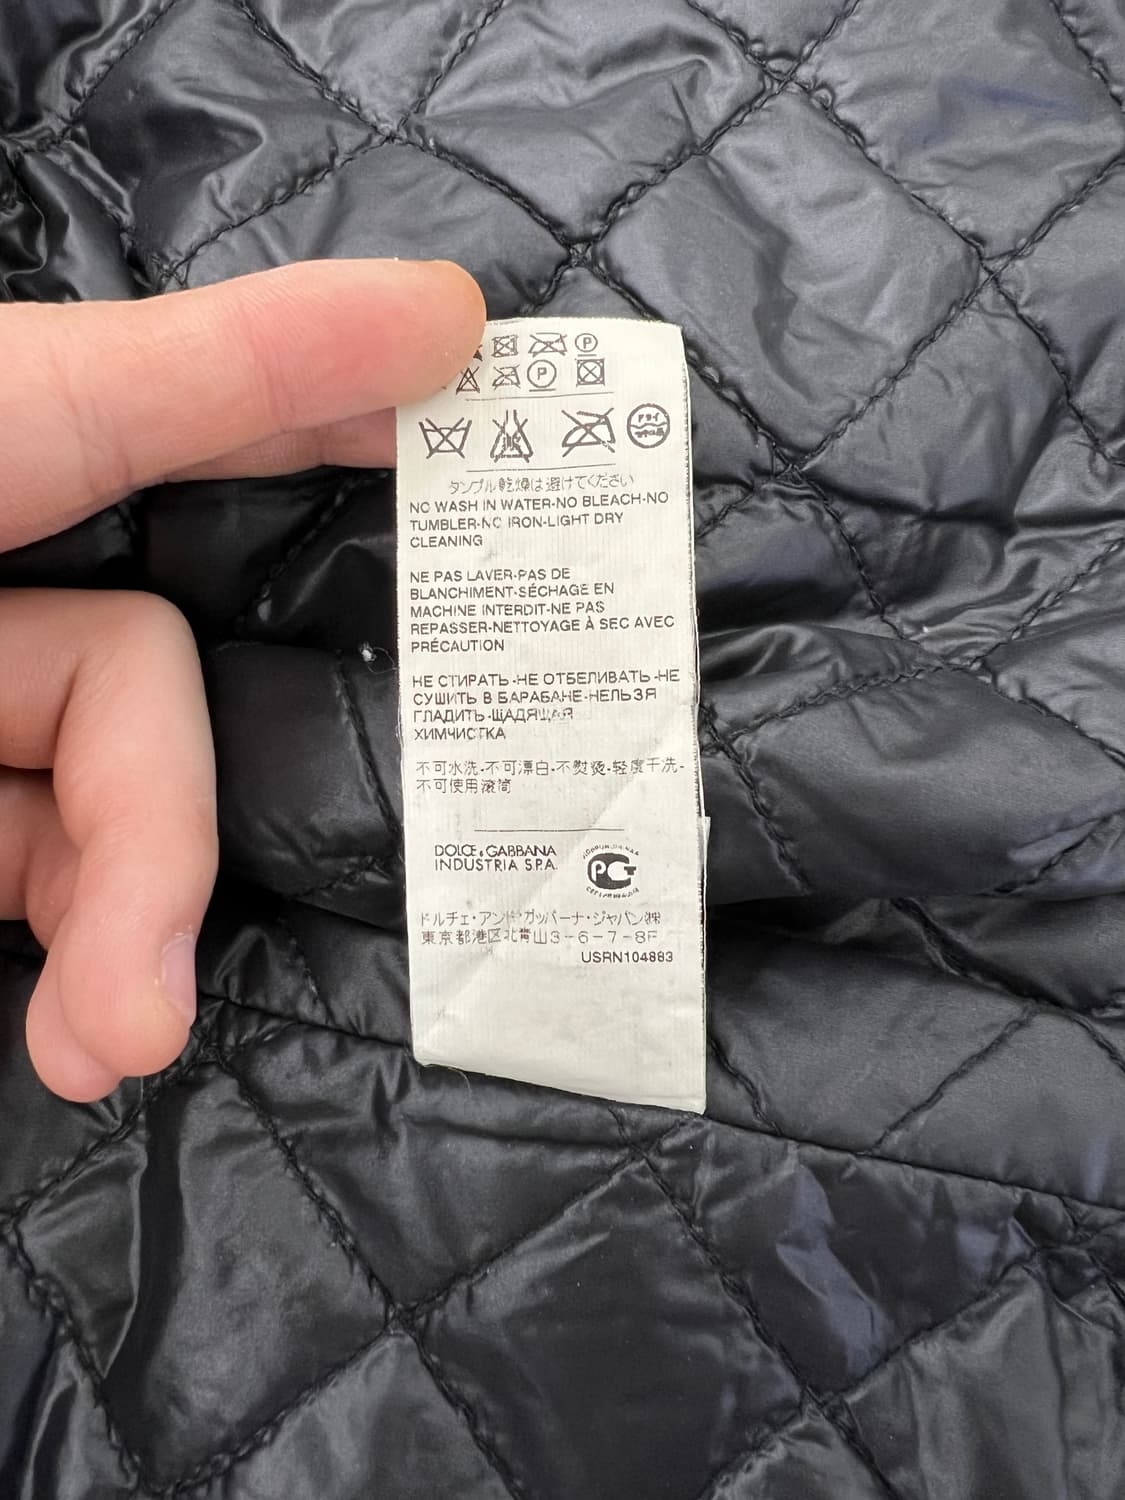 P
P
ドライ
タンブル乾燥は避けてください
NO WASH IN WATER-NO BLEACH-NO
TUMBLER-NO IRON-LIGHT DRY
CLEANING
NE PAS LAVER-PAS DE
BLANCHIMENT-SÉCHAGE EN
MACHINE INTERDIT-NE PAS
REPASSER-NETTOYAGE À SEC AVEC
PRÉCAUTION
НЕ СТИРАТЬ-НЕ ОТБЕЛИВАТЬ-НЕ
СУШИТЬ В БАРАБАНЕ-НЕЛЬЗЯ
ГЛАДИТЬ-ЩАДЯЩАЯ
ХИМЧИСТКА
不可水洗-不可漂白-不熨烫-轻度干洗-
不可使用滚筒
DOLCE & GABBANA
INDUSTRIA S.P.A.
РСТ
ドルチェ・アンド・ガッバーナ・ジャパン㈱
東京都港区北青山3-6-7-8F
USRN104883